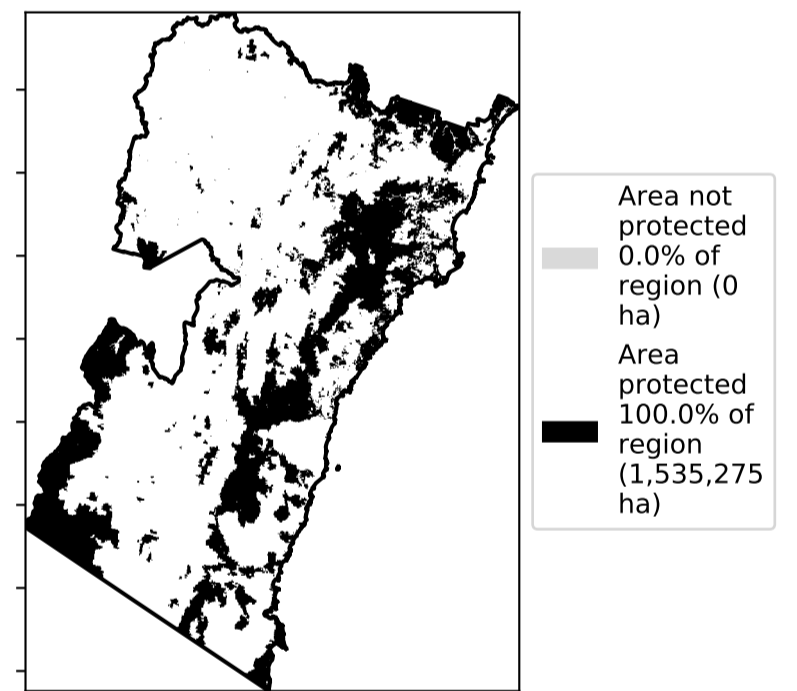 Area not
protected
0.0% of
region (0
ha)
Area
protected
100.0% of
region
(1,535,275
ha)